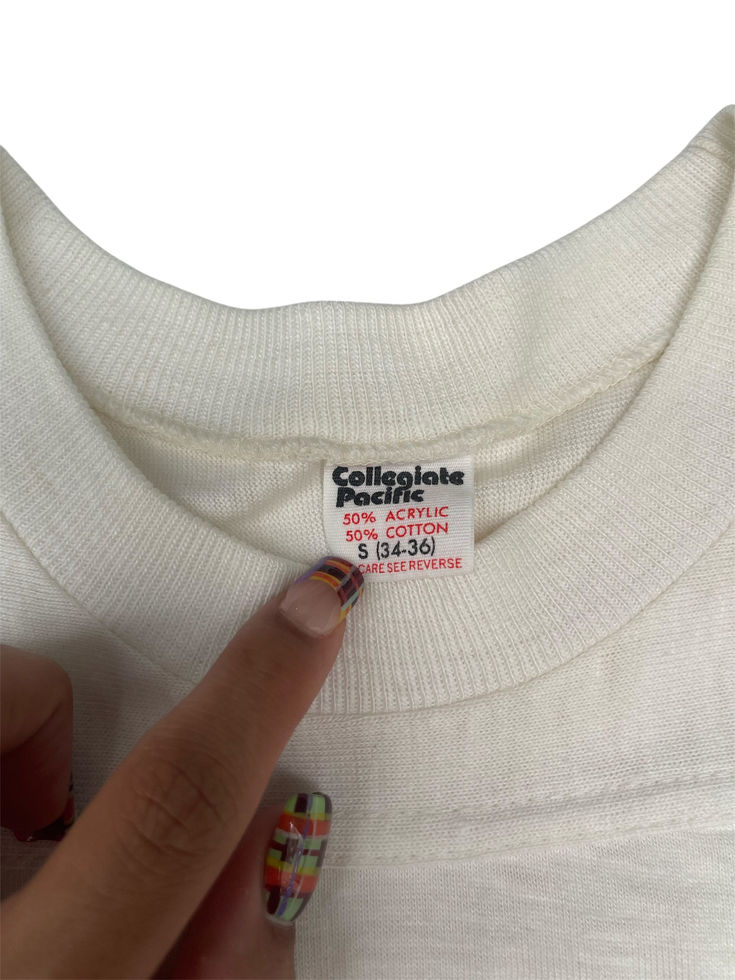 Collegiate
Pacific
50% ACRYLIC
50% COTTON
S (34-36)
CARE SEE REVERSE